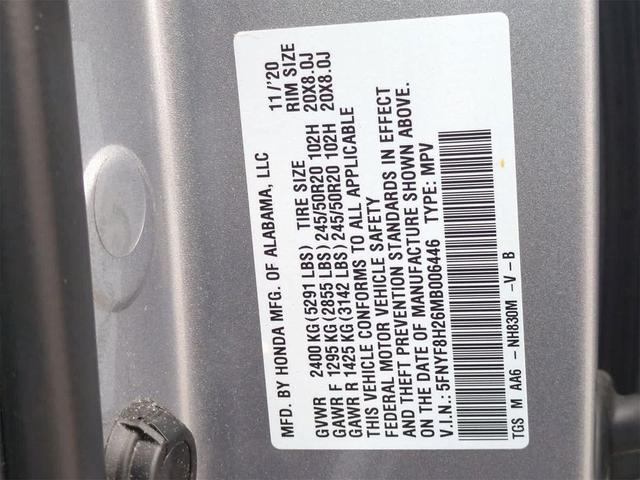 MFD. BY HONDA MFG. OF ALABAMA, LLC 11/'20
GVWR 2400 KG(5291 LBS) TIRE SIZE RIM SIZE
GAWR F 1295 KG(2855 LBS)245/50R20 102H 20X8.0J
GAWR R 1425 KG(3142 LBS)245/50R20 102H 20X8.0J
THIS VEHICLE CONFORMS TO ALL APPLICABLE
FEDERAL MOTOR VEHICLE SAFETY
AND THEFT PREVENTION STANDARDS IN EFFECT
ON THE DATE OF MANUFACTURE SHOWN ABOVE.
V.I.N.:5FNYF8H26MB006446 TYPE: MPV
TGS M AA6 -NH830M -V-B